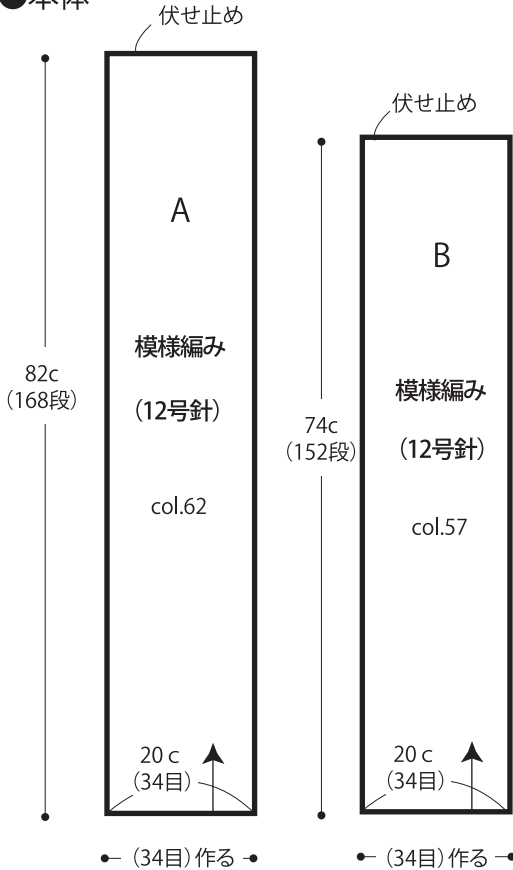 ●本体
伏せ止め
A
模様編み
（12号針）
col.62
82c
（168段）
20 c
（34目）
（34目）作る
伏せ止め
B
模様編み
（12号針）
col.57
74c
（152段）
20 c
（34目）
（34目）作る